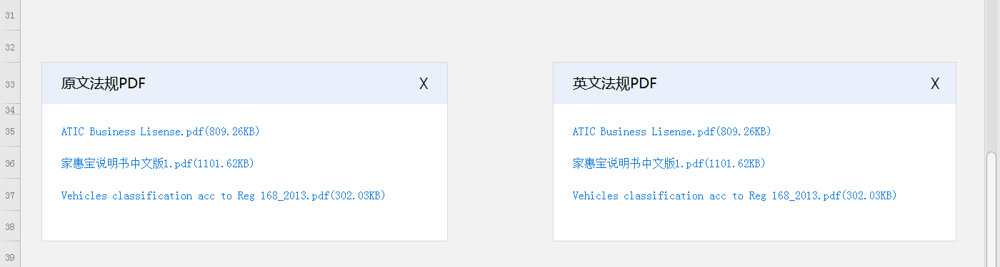 31
32
33
34
35
36
37
38
39
原文法规PDF X
ATIC Business Lisense.pdf(809.26KB)
家惠宝说明书中文版1.pdf(1101.62KB)
Vehicles classification acc to Reg 168_2013.pdf(302.03KB)
英文法规PDF X
ATIC Business Lisense.pdf(809.26KB)
家惠宝说明书中文版1.pdf(1101.62KB)
Vehicles classification acc to Reg 168_2013.pdf(302.03KB)